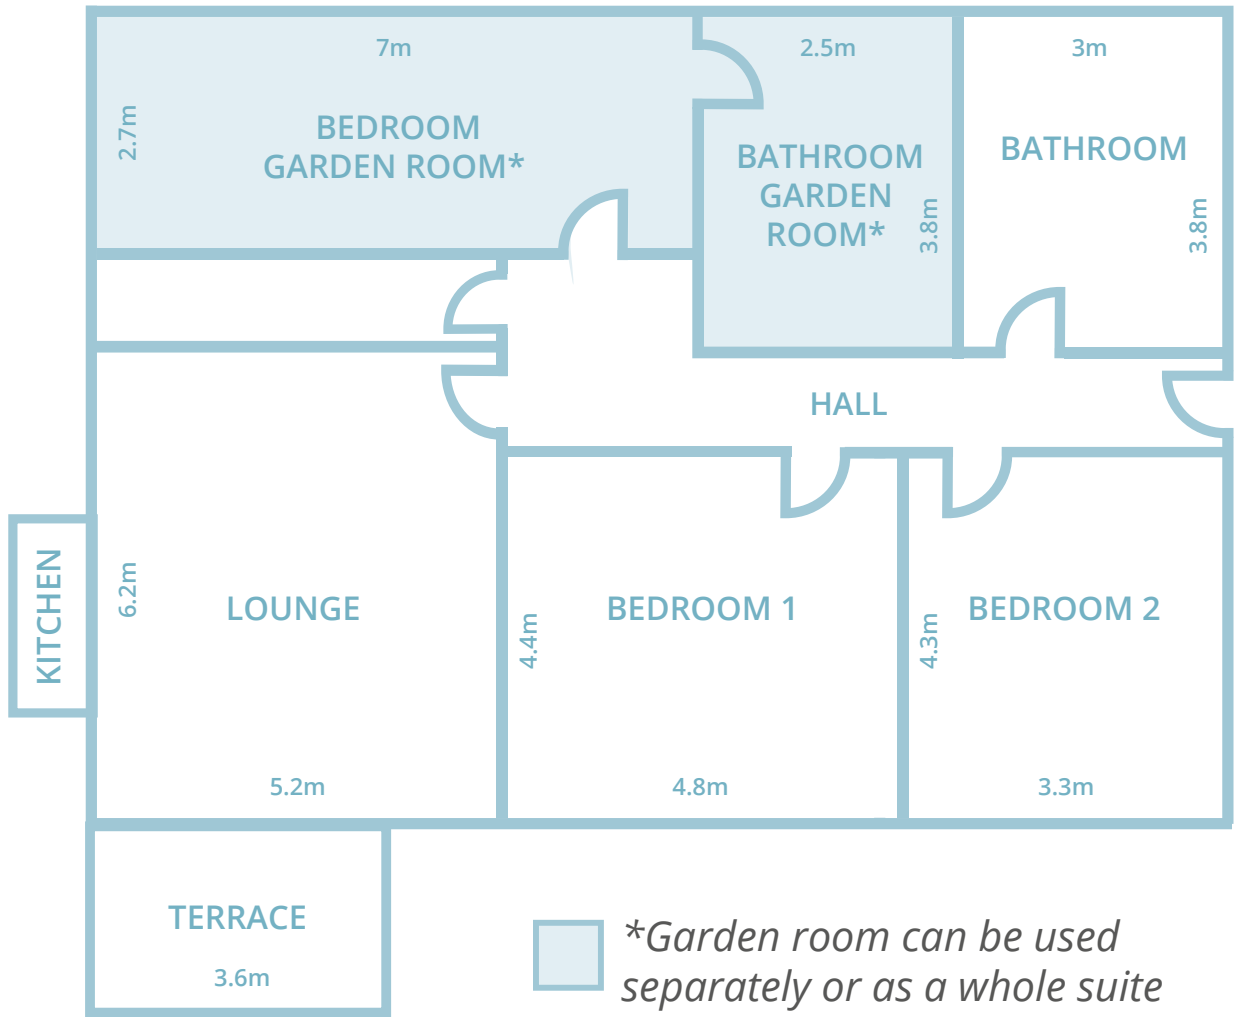 7m
2.5m
3m
2.7m
BEDROOM
GARDEN ROOM*
BATHROOM
GARDEN
ROOM*
3.8m
BATHROOM
3.8m
HALL
KITCHEN
6.2m
LOUNGE
5.2m
4.4m
BEDROOM 1
4.8m
4.3m
BEDROOM 2
3.3m
TERRACE
3.6m
*Garden room can be used
separately or as a whole suite